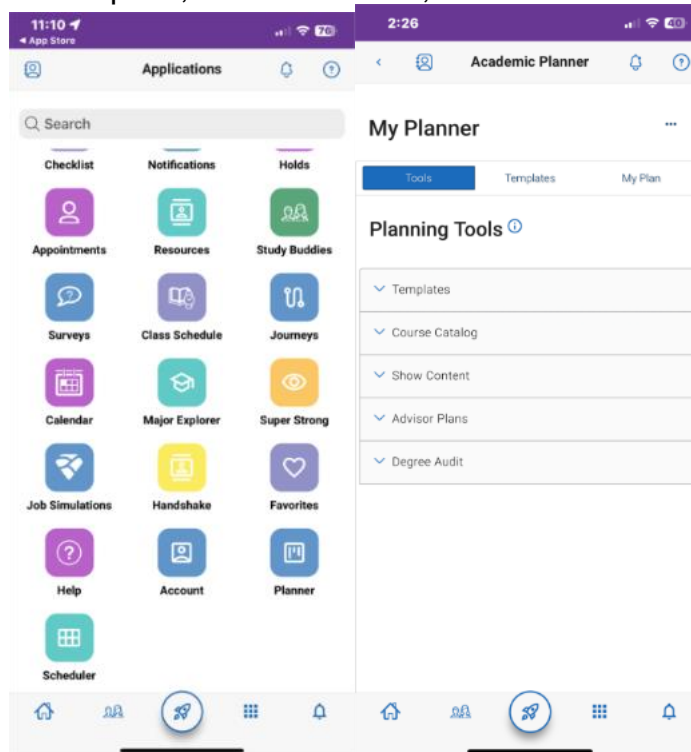 11:10
70
◄ App Store
Applications
Search
Checklist Notifications Holds
Appointments Resources Study Buddies
Surveys Class Schedule Journeys
Calendar Major Explorer Super Strong
Job Simulations Handshake Favorites
Help Account Planner
Scheduler
2:26
40
Academic Planner
My Planner
Tools Templates My Plan
Planning Tools
Templates
Course Catalog
Show Content
Advisor Plans
Degree Audit